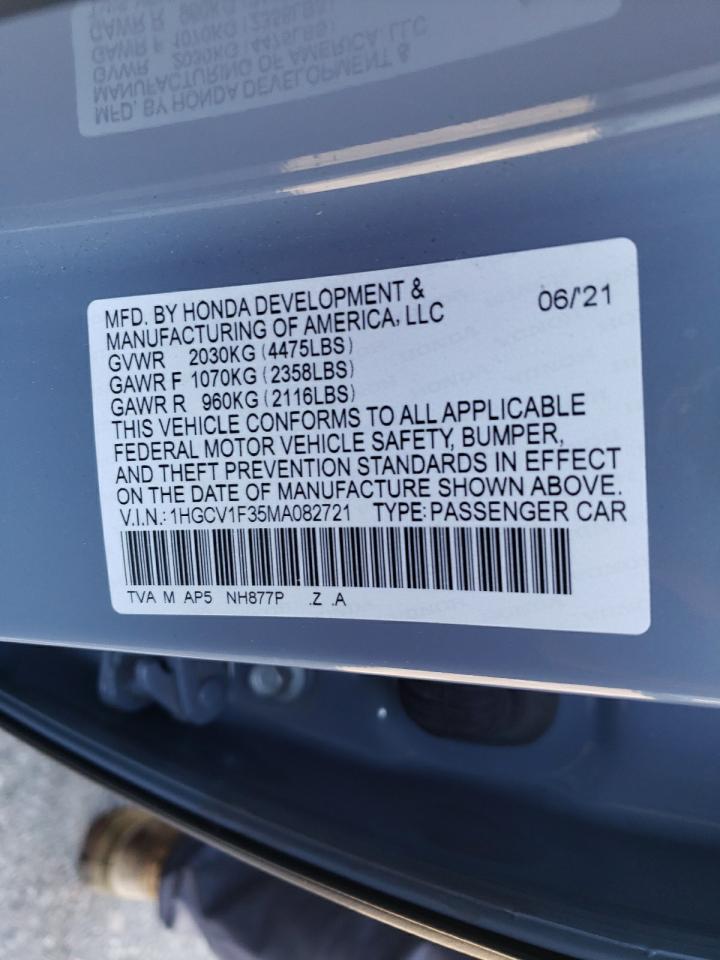 MFD. BY HONDA DEVELOPMENT & 06/'21
MANUFACTURING OF AMERICA, LLC
GVWR 2030KG (4475LBS)
GAWR F 1070KG (2358LBS)
GAWR R 960KG (2116LBS)
THIS VEHICLE CONFORMS TO ALL APPLICABLE
FEDERAL MOTOR VEHICLE SAFETY, BUMPER,
AND THEFT PREVENTION STANDARDS IN EFFECT
ON THE DATE OF MANUFACTURE SHOWN ABOVE.
V.I.N.: 1HGCV1F35MA082721 TYPE: PASSENGER CAR
TVA M AP5 NH877P .Z .A